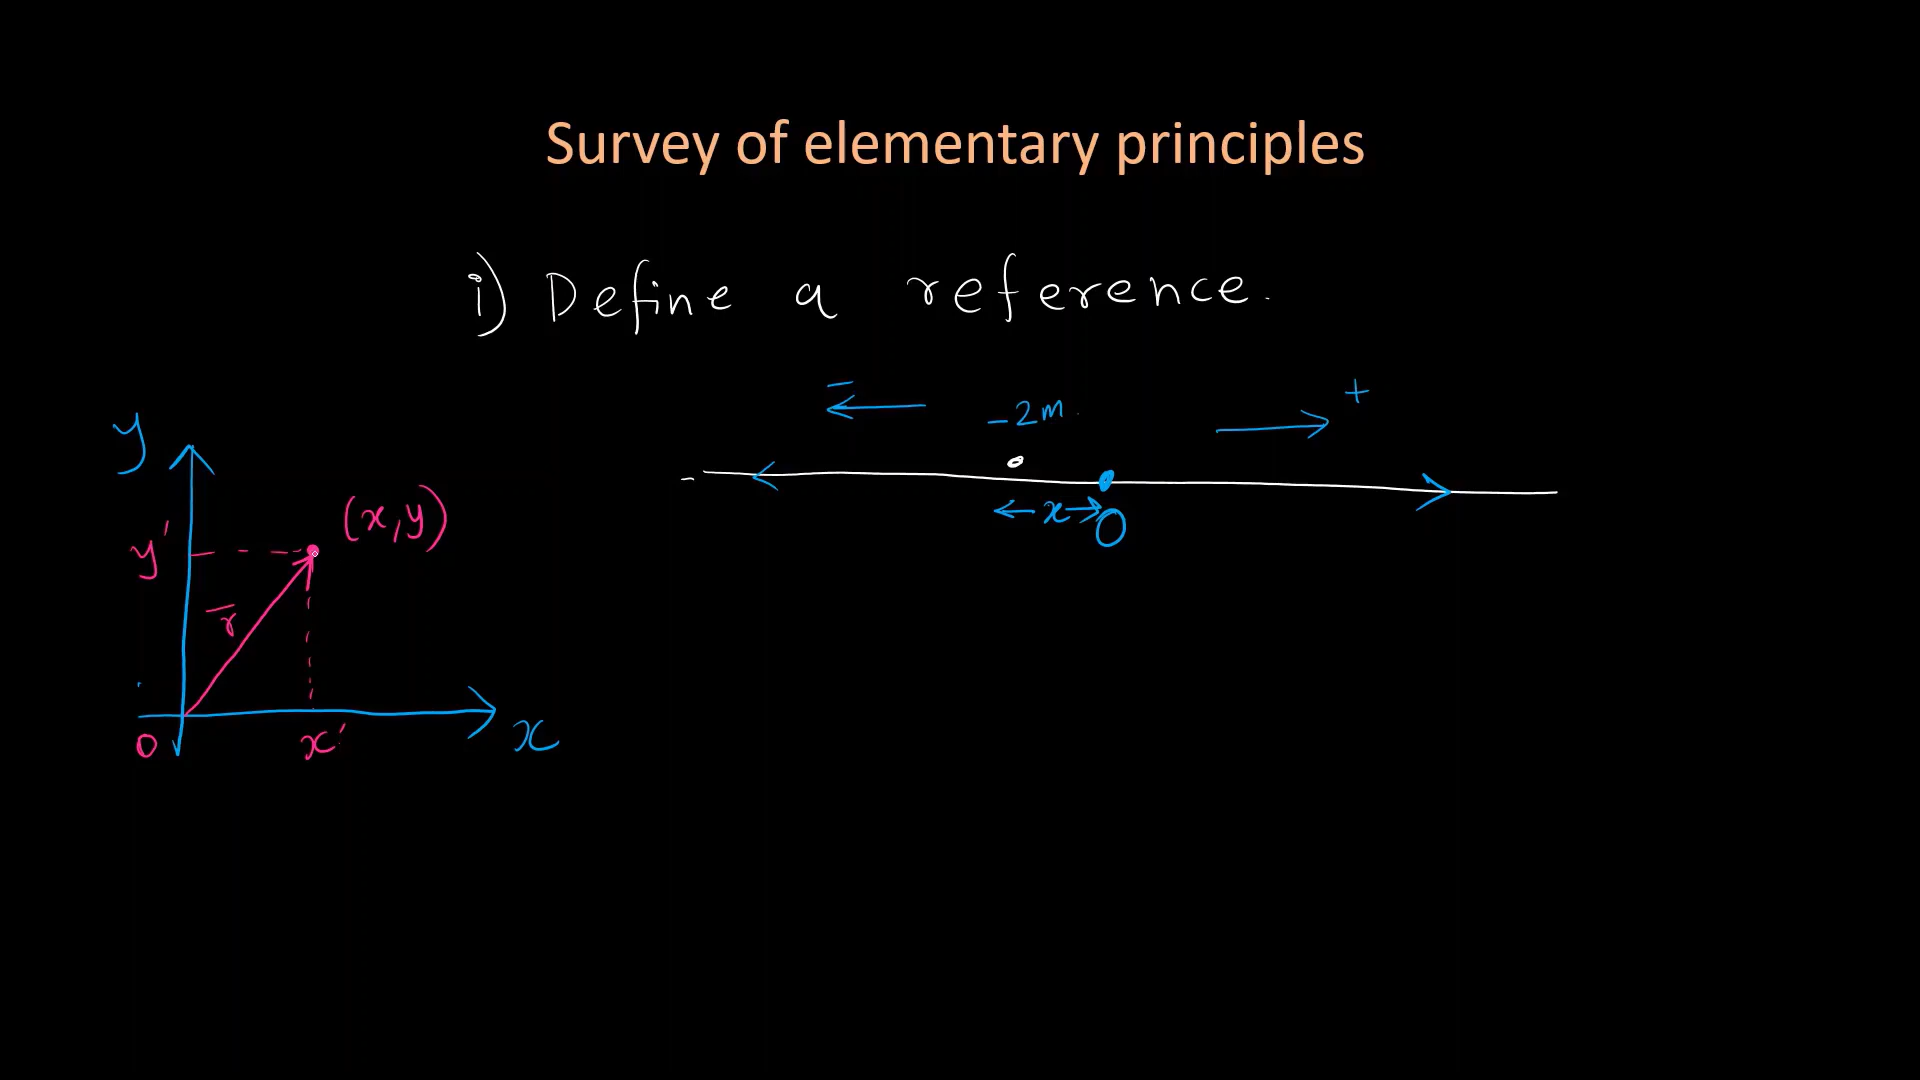 Survey of elementary principles
i) Define a reference.
−
+
-2m
x
O
y
(x,y)
y'
r̅
O
x'
x